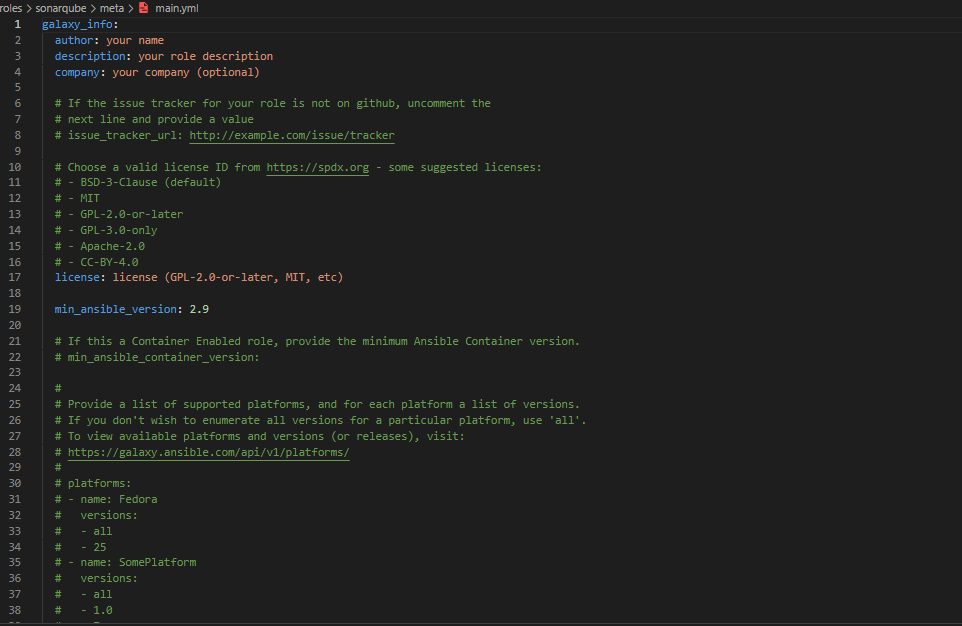 roles > sonarqube > meta > main.yml
1 galaxy_info:
2 author: your name
3 description: your role description
4 company: your company (optional)
5
6 # If the issue tracker for your role is not on github, uncomment the
7 # next line and provide a value
8 # issue_tracker_url: http://example.com/issue/tracker
9
10 # Choose a valid license ID from https://spdx.org - some suggested licenses:
11 # - BSD-3-Clause (default)
12 # - MIT
13 # - GPL-2.0-or-later
14 # - GPL-3.0-only
15 # - Apache-2.0
16 # - CC-BY-4.0
17 license: license (GPL-2.0-or-later, MIT, etc)
18
19 min_ansible_version: 2.9
20
21 # If this a Container Enabled role, provide the minimum Ansible Container version.
22 # min_ansible_container_version:
23
24 #
25 # Provide a list of supported platforms, and for each platform a list of versions.
26 # If you don't wish to enumerate all versions for a particular platform, use 'all'.
27 # To view available platforms and versions (or releases), visit:
28 # https://galaxy.ansible.com/api/v1/platforms/
29 #
30 # platforms:
31 # - name: Fedora
32 #   versions:
33 #   - all
34 #   - 25
35 # - name: SomePlatform
36 #   versions:
37 #   - all
38 #   - 1.0